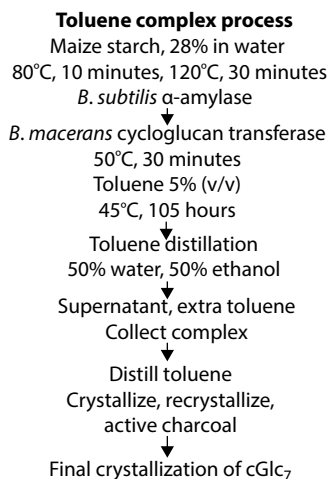 Toluene complex process
Maize starch, 28% in water
80°C, 10 minutes, 120°C, 30 minutes
B. subtilis α-amylase
B. macerans cycloglucan transferase
50°C, 30 minutes
Toluene 5% (v/v)
45°C, 105 hours
Toluene distillation
50% water, 50% ethanol
Supernatant, extra toluene
Collect complex
Distill toluene
Crystallize, recrystallize,
active charcoal
Final crystallization of cGlc₇